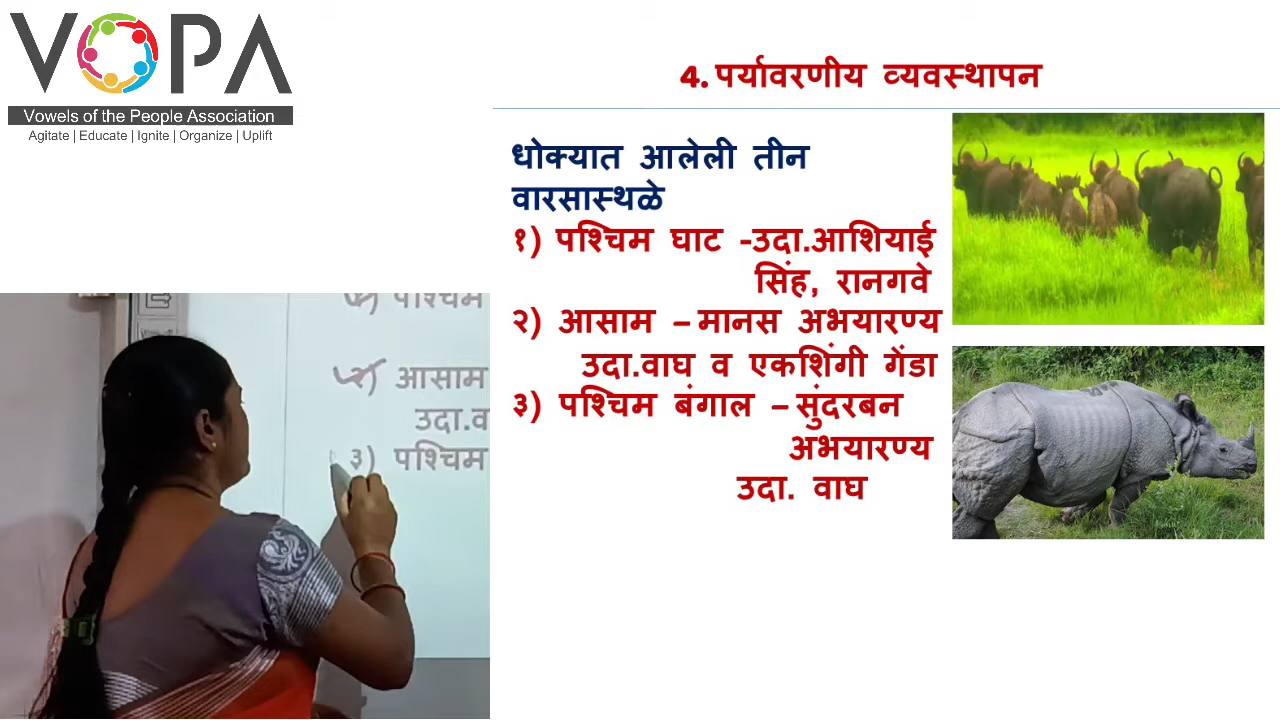 VOPA
Vowels of the People Association
Agitate | Educate | Ignite | Organize | Uplift
4. पर्यावरणीय व्यवस्थापन
धोक्यात आलेली तीन
वारसास्थळे
१) पश्चिम घाट -उदा.आशियाई
सिंह, रानगवे
२) आसाम – मानस अभयारण्य
उदा.वाघ व एकशिंगी गेंडा
३) पश्चिम बंगाल – सुंदरबन
अभयारण्य
उदा. वाघ
पश्चिम
२) आसाम
उदा.व
३) पश्चिम